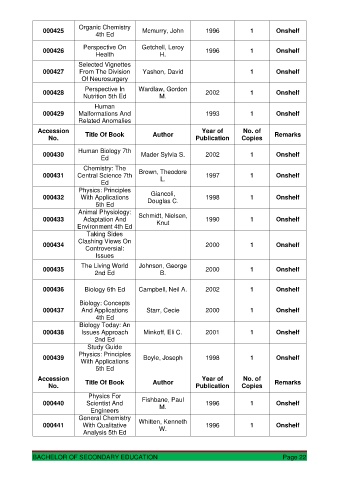 000425 Organic Chemistry 4th Ed Mcmurry, John 1996 1 Onshelf
000426 Perspective On Health Getchell, Leroy H. 1996 1 Onshelf
000427 Selected Vignettes From The Division Of Neurosurgery Yashon, David 1 Onshelf
000428 Perspective In Nutrition 5th Ed Wardlaw, Gordon M 2002 1 Onshelf
000429 Human Malformations And Related Anomalies 1993 1 Onshelf
Accession No. Title Of Book Author Year of Publication No. of Copies Remarks
000430 Human Biology 7th Ed Mader Sylvia S. 2002 1 Onshelf
000431 Chemistry: The Central Science 7th Ed Brown, Theodore L. 1997 1 Onshelf
000432 Physics: Principles With Applications 5th Ed Giancoli, Douglas C. 1998 1 Onshelf
000433 Animal Physiology: Adaptation And Environment 4th Ed Schmidt, Nielsen, Knut 1990 1 Onshelf
000434 Taking Sides Clashing Views On Controversial: Issues 2000 1 Onshelf
000435 The Living World 2nd Ed Johnson, George B. 2000 1 Onshelf
000436 Biology 6th Ed Campbell, Neil A. 2002 1 Onshelf
000437 Biology: Concepts And Applications 4th Ed Starr, Cecie 2000 1 Onshelf
000438 Biology Today: An Issues Approach 2nd Ed Minkoff, Eli C. 2001 1 Onshelf
000439 Study Guide Physics: Principles With Applications 5th Ed Boyle, Joseph 1998 1 Onshelf
Accession No. Title Of Book Author Year of Publication No. of Copies Remarks
000440 Physics For Scientist And Engineers Fishbane, Paul M. 1996 1 Onshelf
000441 General Chemistry With Qualitative Analysis 5th Ed Whitten, Kenneth W. 1996 1 Onshelf
BACHELOR OF SECONDARY EDUCATION Page 22